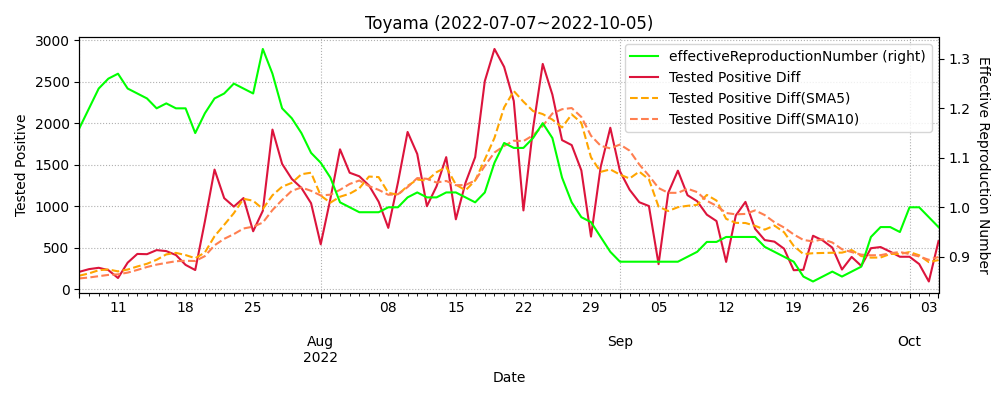 Toyama (2022-07-07~2022-10-05)
3000
2500
2000
1500
1000
500
0
Tested Positive
effectiveReproductionNumber (right)
Tested Positive Diff
Tested Positive Diff(SMA5)
Tested Positive Diff(SMA10)
1.3
1.2
1.1
1.0
0.9
Effective Reproduction Number
11 18 25 08 15 22 29 05 12 19 26 03
Aug Sep Oct
2022
Date